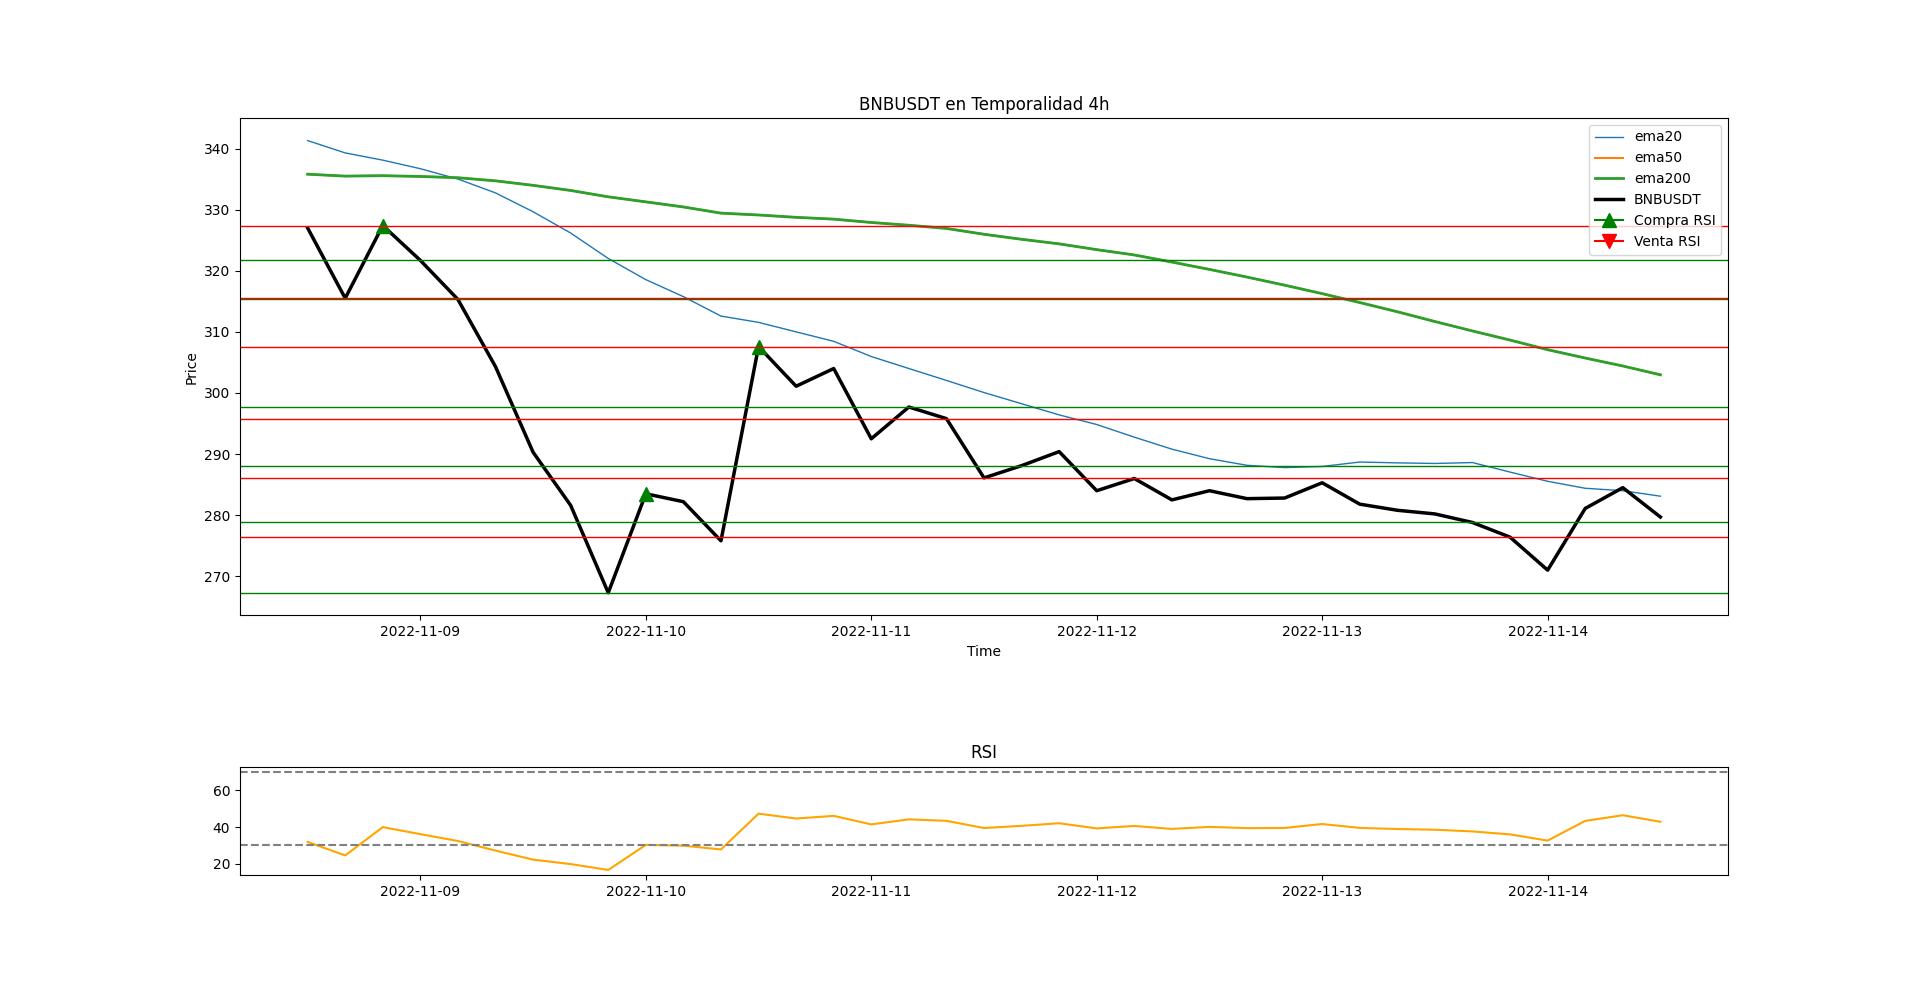 BNBUSDT en Temporalidad 4h
340
330
320
310
300
290
280
270
Price
ema20
ema50
ema200
BNBUSDT
Compra RSI
Venta RSI
2022-11-09 2022-11-10 2022-11-11 2022-11-12 2022-11-13 2022-11-14
Time
RSI
60
40
20
2022-11-09 2022-11-10 2022-11-11 2022-11-12 2022-11-13 2022-11-14